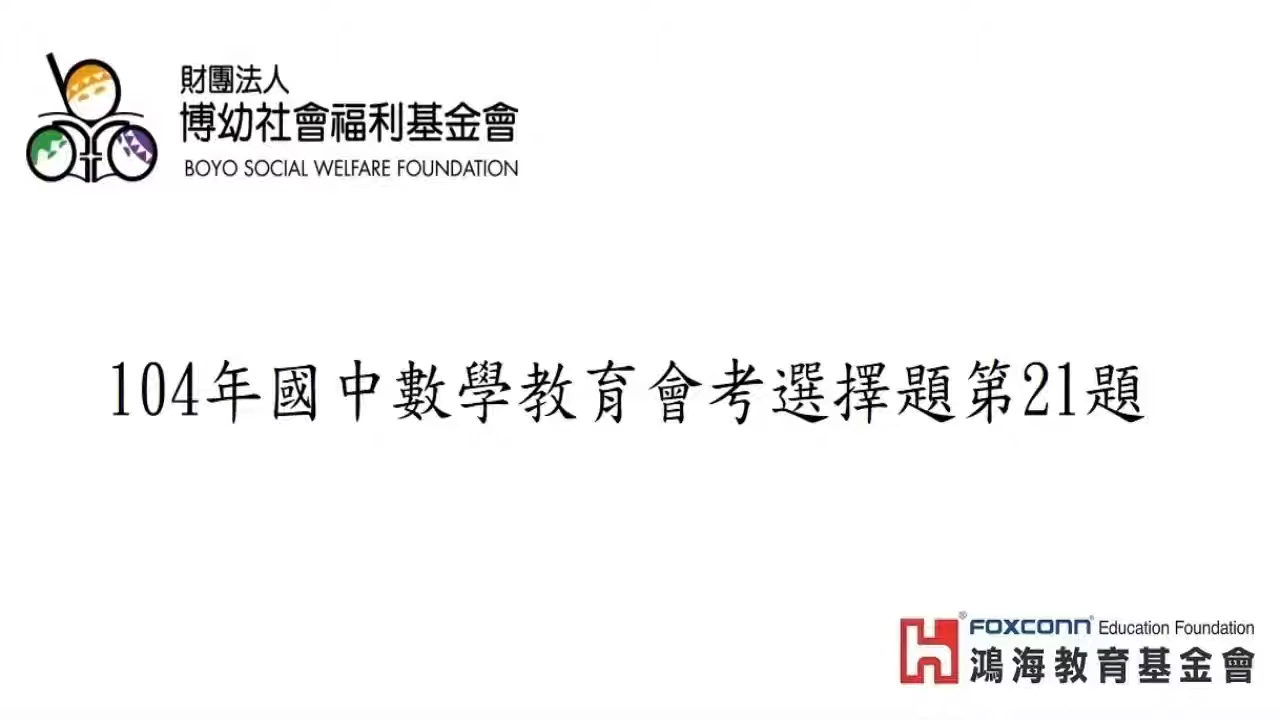 財團法人
博幼社會福利基金會
BOYO SOCIAL WELFARE FOUNDATION
104年國中數學教育會考選擇題第21題
FOXCONN® Education Foundation
鴻海教育基金會